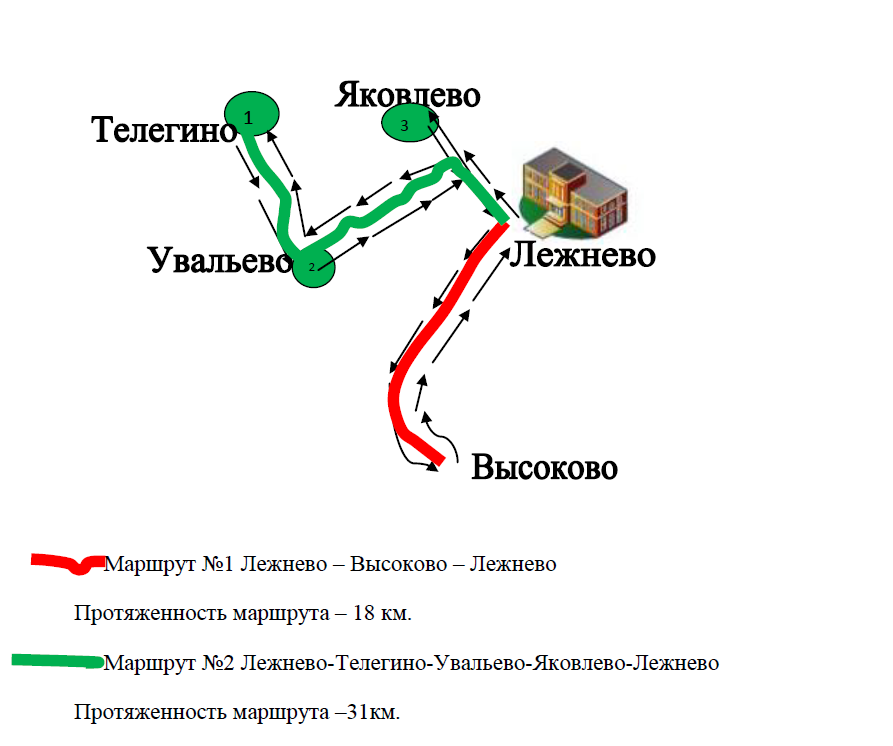 Яковлево
Телегино
1
3
Увальево
2
Лежнево
Высоково
Маршрут №1 Лежнево – Высоково – Лежнево
Протяженность маршрута – 18 км.
Маршрут №2 Лежнево-Телегино-Увальево-Яковлево-Лежнево
Протяженность маршрута –31км.